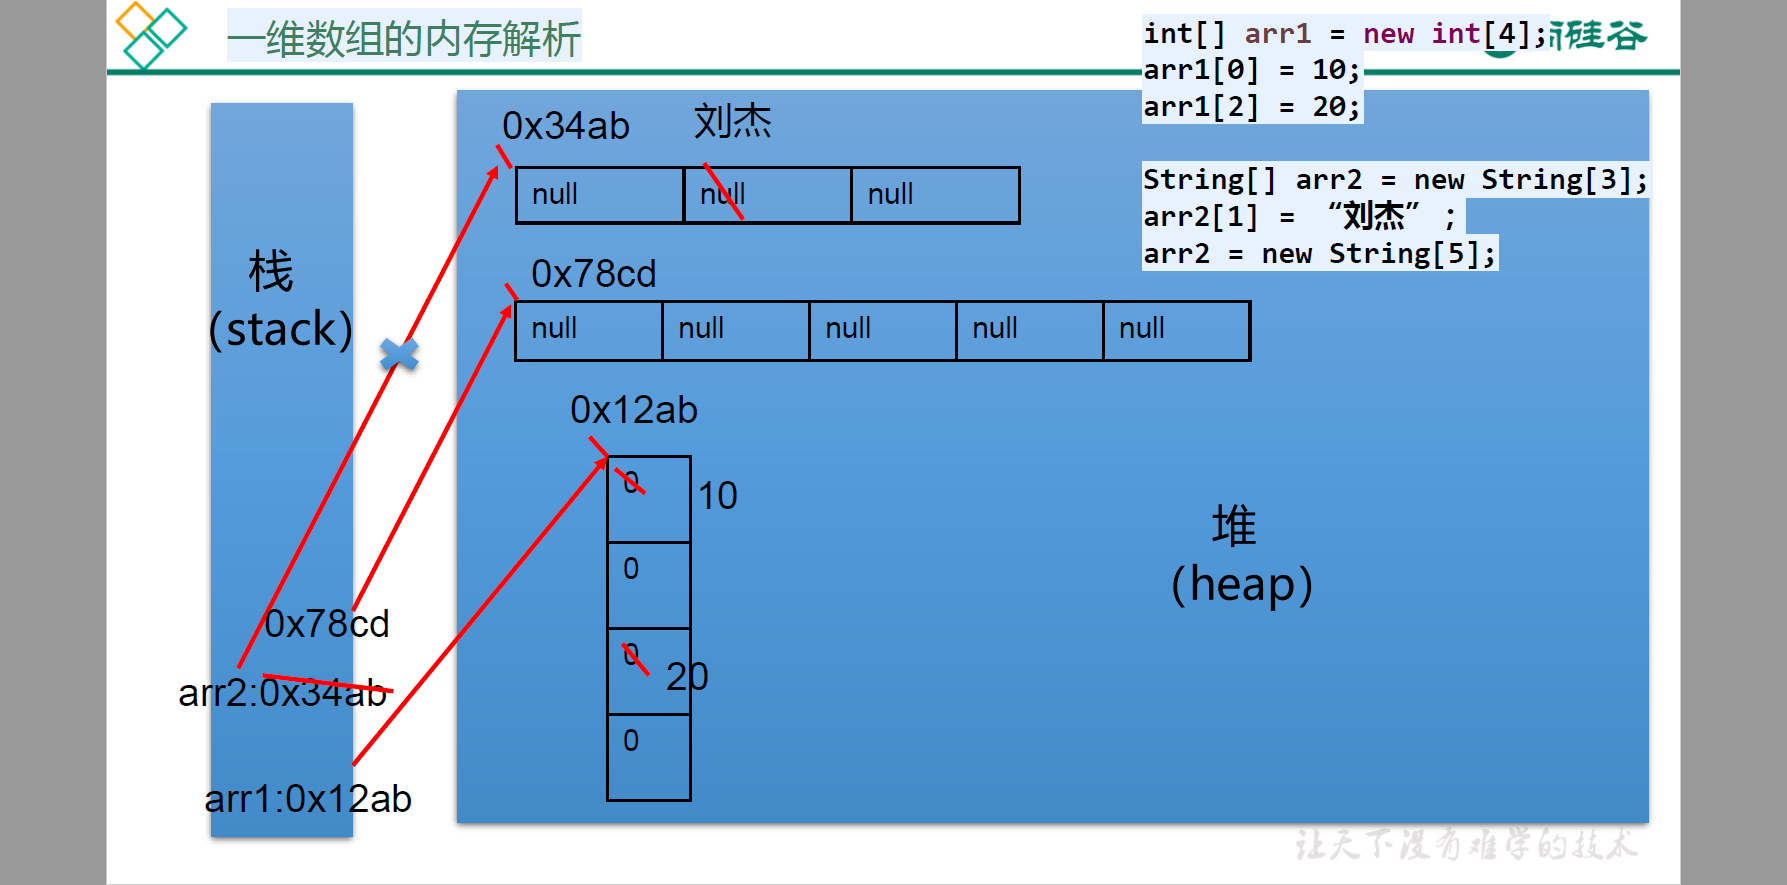 一维数组的内存解析
int[] arr1 = new int[4];
arr1[0] = 10;
arr1[2] = 20;
硅谷
String[] arr2 = new String[3];
arr2[1] = “刘杰” ;
arr2 = new String[5];
0x34ab
刘杰
null null null
0x78cd
null null null null null
栈
(stack)
0x12ab
0 10
0
0 20
0
堆
(heap)
0x78cd
arr2:0x34ab
arr1:0x12ab
让天下没有难学的技术